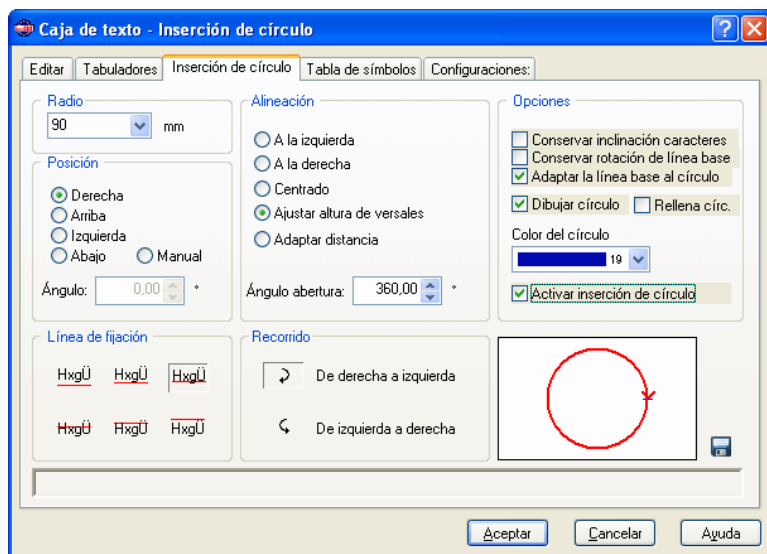 Caja de texto - Inserción de círculo
Editar Tabuladores Inserción de círculo Tabla de símbolos Configuraciones:
Radio
90 mm
Posición
Derecha
Arriba
Izquierda
Abajo Manual
Ángulo: 0,00 °
Alineación
A la izquierda
A la derecha
Centrado
Ajustar altura de versales
Adaptar distancia
Ángulo abertura: 360,00 °
Opciones
Conservar inclinación caracteres
Conservar rotación de línea base
Adaptar la línea base al círculo
Dibujar círculo Rellena círc.
Color del círculo
19
Activar inserción de círculo
Línea de fijación
HxgÜ HxgÜ HxgÜ
HxgÜ HxgÜ HxgÜ
Recorrido
De derecha a izquierda
De izquierda a derecha
Aceptar Cancelar Ayuda